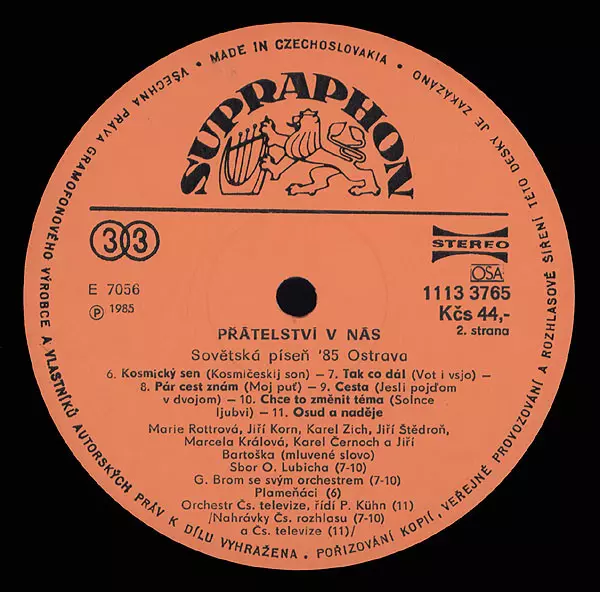 • MADE IN CZECHOSLOVAKIA •
VŠECHNA PRÁVA GRAMOFONOVÉHO VÝROBCE A VLASTNÍKŮ AUTORSKÝCH PRÁV K DÍLU VYHRAŽENA. • POŘIZOVÁNÍ KOPIÍ, VEŘEJNÉ PROVOZOVÁNÍ A ROZHLASOVÉ ŠÍŘENÍ TÉTO DESKY JE ZAKÁZÁNO
SUPRAPHON
33
STEREO
OSA
E 7056
1113 3765
Ⓟ 1985
Kčs 44,-
2. strana
PŘÁTELSTVÍ V NÁS
Sovětská píseň '85 Ostrava
6. Kosmický sen (Kosmičeskij son) – 7. Tak co dál (Vot i vsjo) –
8. Pár cest znám (Moj puť) – 9. Cesta (Jesli pojďom
v dvojom) – 10. Chce to změnit téma (Solnce
ljubvi) – 11. Osud a naděje
Marie Rottrová, Jiří Korn, Karel Zich, Jiří Štědroň,
Marcela Králová, Karel Černoch a Jiří
Bartoška (mluvené slovo)
Sbor O. Lubicha (7-10)
G. Brom se svým orchestrem (7-10)
Plameňáci (6)
Orchestr Čs. televize, řídí P. Kühn (11)
/Nahrávky Čs. rozhlasu (7-10)
a Čs. televize (11)/